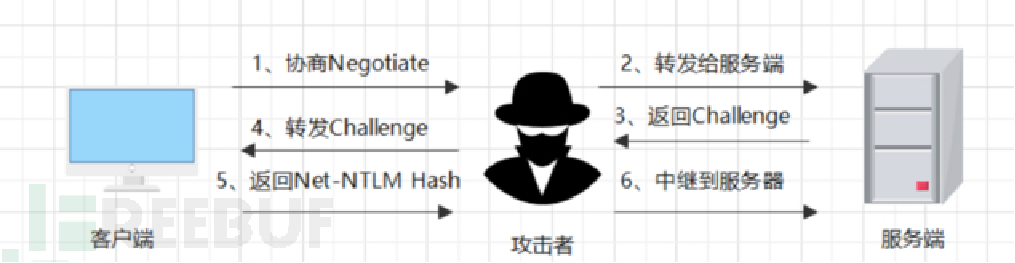 1、协商Negotiate
2、转发给服务端
3、返回Challenge
4、转发Challenge
5、返回Net-NTLM Hash
6、中继到服务器
REEBUF
客户端
攻击者
服务端